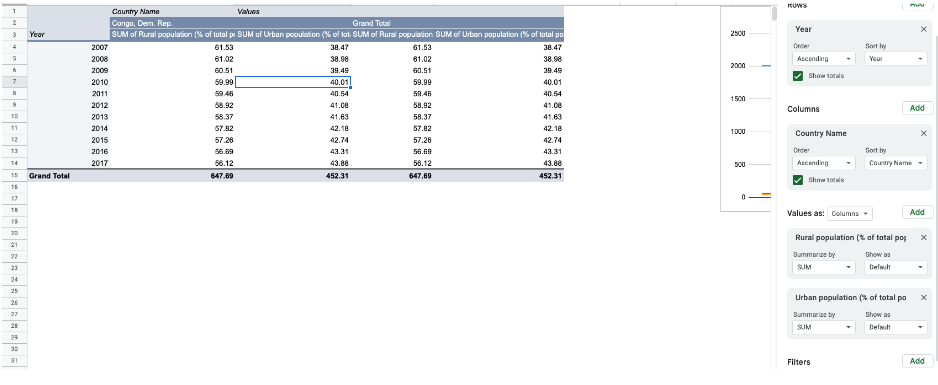 1 Country Name Values
2 Congo, Dem. Rep. Grand Total
3 Year SUM of Rural population (% of total po SUM of Urban population (% of tot SUM of Rural population SUM of Urban population (% of total po
4 2007 61.53 38.47 61.53 38.47
5 2008 61.02 38.98 61.02 38.98
6 2009 60.51 39.49 60.51 39.49
7 2010 59.99 40.01 59.99 40.01
8 2011 59.46 40.54 59.46 40.54
9 2012 58.92 41.08 58.92 41.08
10 2013 58.37 41.63 58.37 41.63
11 2014 57.82 42.18 57.82 42.18
12 2015 57.26 42.74 57.26 42.74
13 2016 56.69 43.31 56.69 43.31
14 2017 56.12 43.88 56.12 43.88
15 Grand Total 647.69 452.31 647.69 452.31
16
17
18
19
20
21
22
23
24
25
26
27
28
29
30
31
2500
2000
1500
1000
500
0
Rows Add
Year ×
Order Sort by
Ascending Year
Show totals
Columns Add
Country Name ×
Order Sort by
Ascending Country Name
Show totals
Values as: Columns Add
Rural population (% of total pop ×
Summarize by Show as
SUM Default
Urban population (% of total po ×
Summarize by Show as
SUM Default
Filters Add